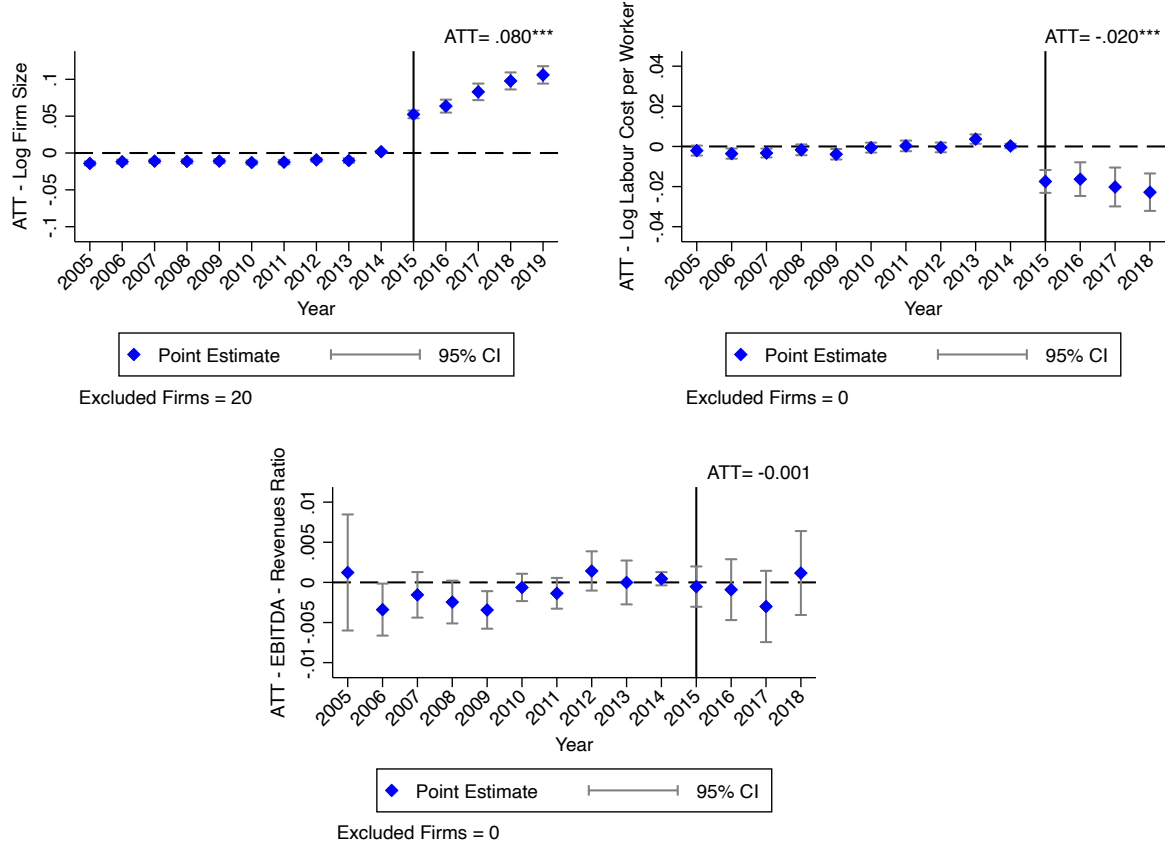 ATT= .080***
ATT - Log Firm Size
.1
.05
0
-.05
-.1
2005 2006 2007 2008 2009 2010 2011 2012 2013 2014 2015 2016 2017 2018 2019
Year
Point Estimate 95% CI
Excluded Firms = 20
ATT= -.020***
ATT - Log Labour Cost per Worker
.04
.02
0
-.02
-.04
2005 2006 2007 2008 2009 2010 2011 2012 2013 2014 2015 2016 2017 2018
Year
Point Estimate 95% CI
Excluded Firms = 0
ATT= -0.001
ATT - EBITDA - Revenues Ratio
.01
.005
0
-.005
-.01
2005 2006 2007 2008 2009 2010 2011 2012 2013 2014 2015 2016 2017 2018
Year
Point Estimate 95% CI
Excluded Firms = 0